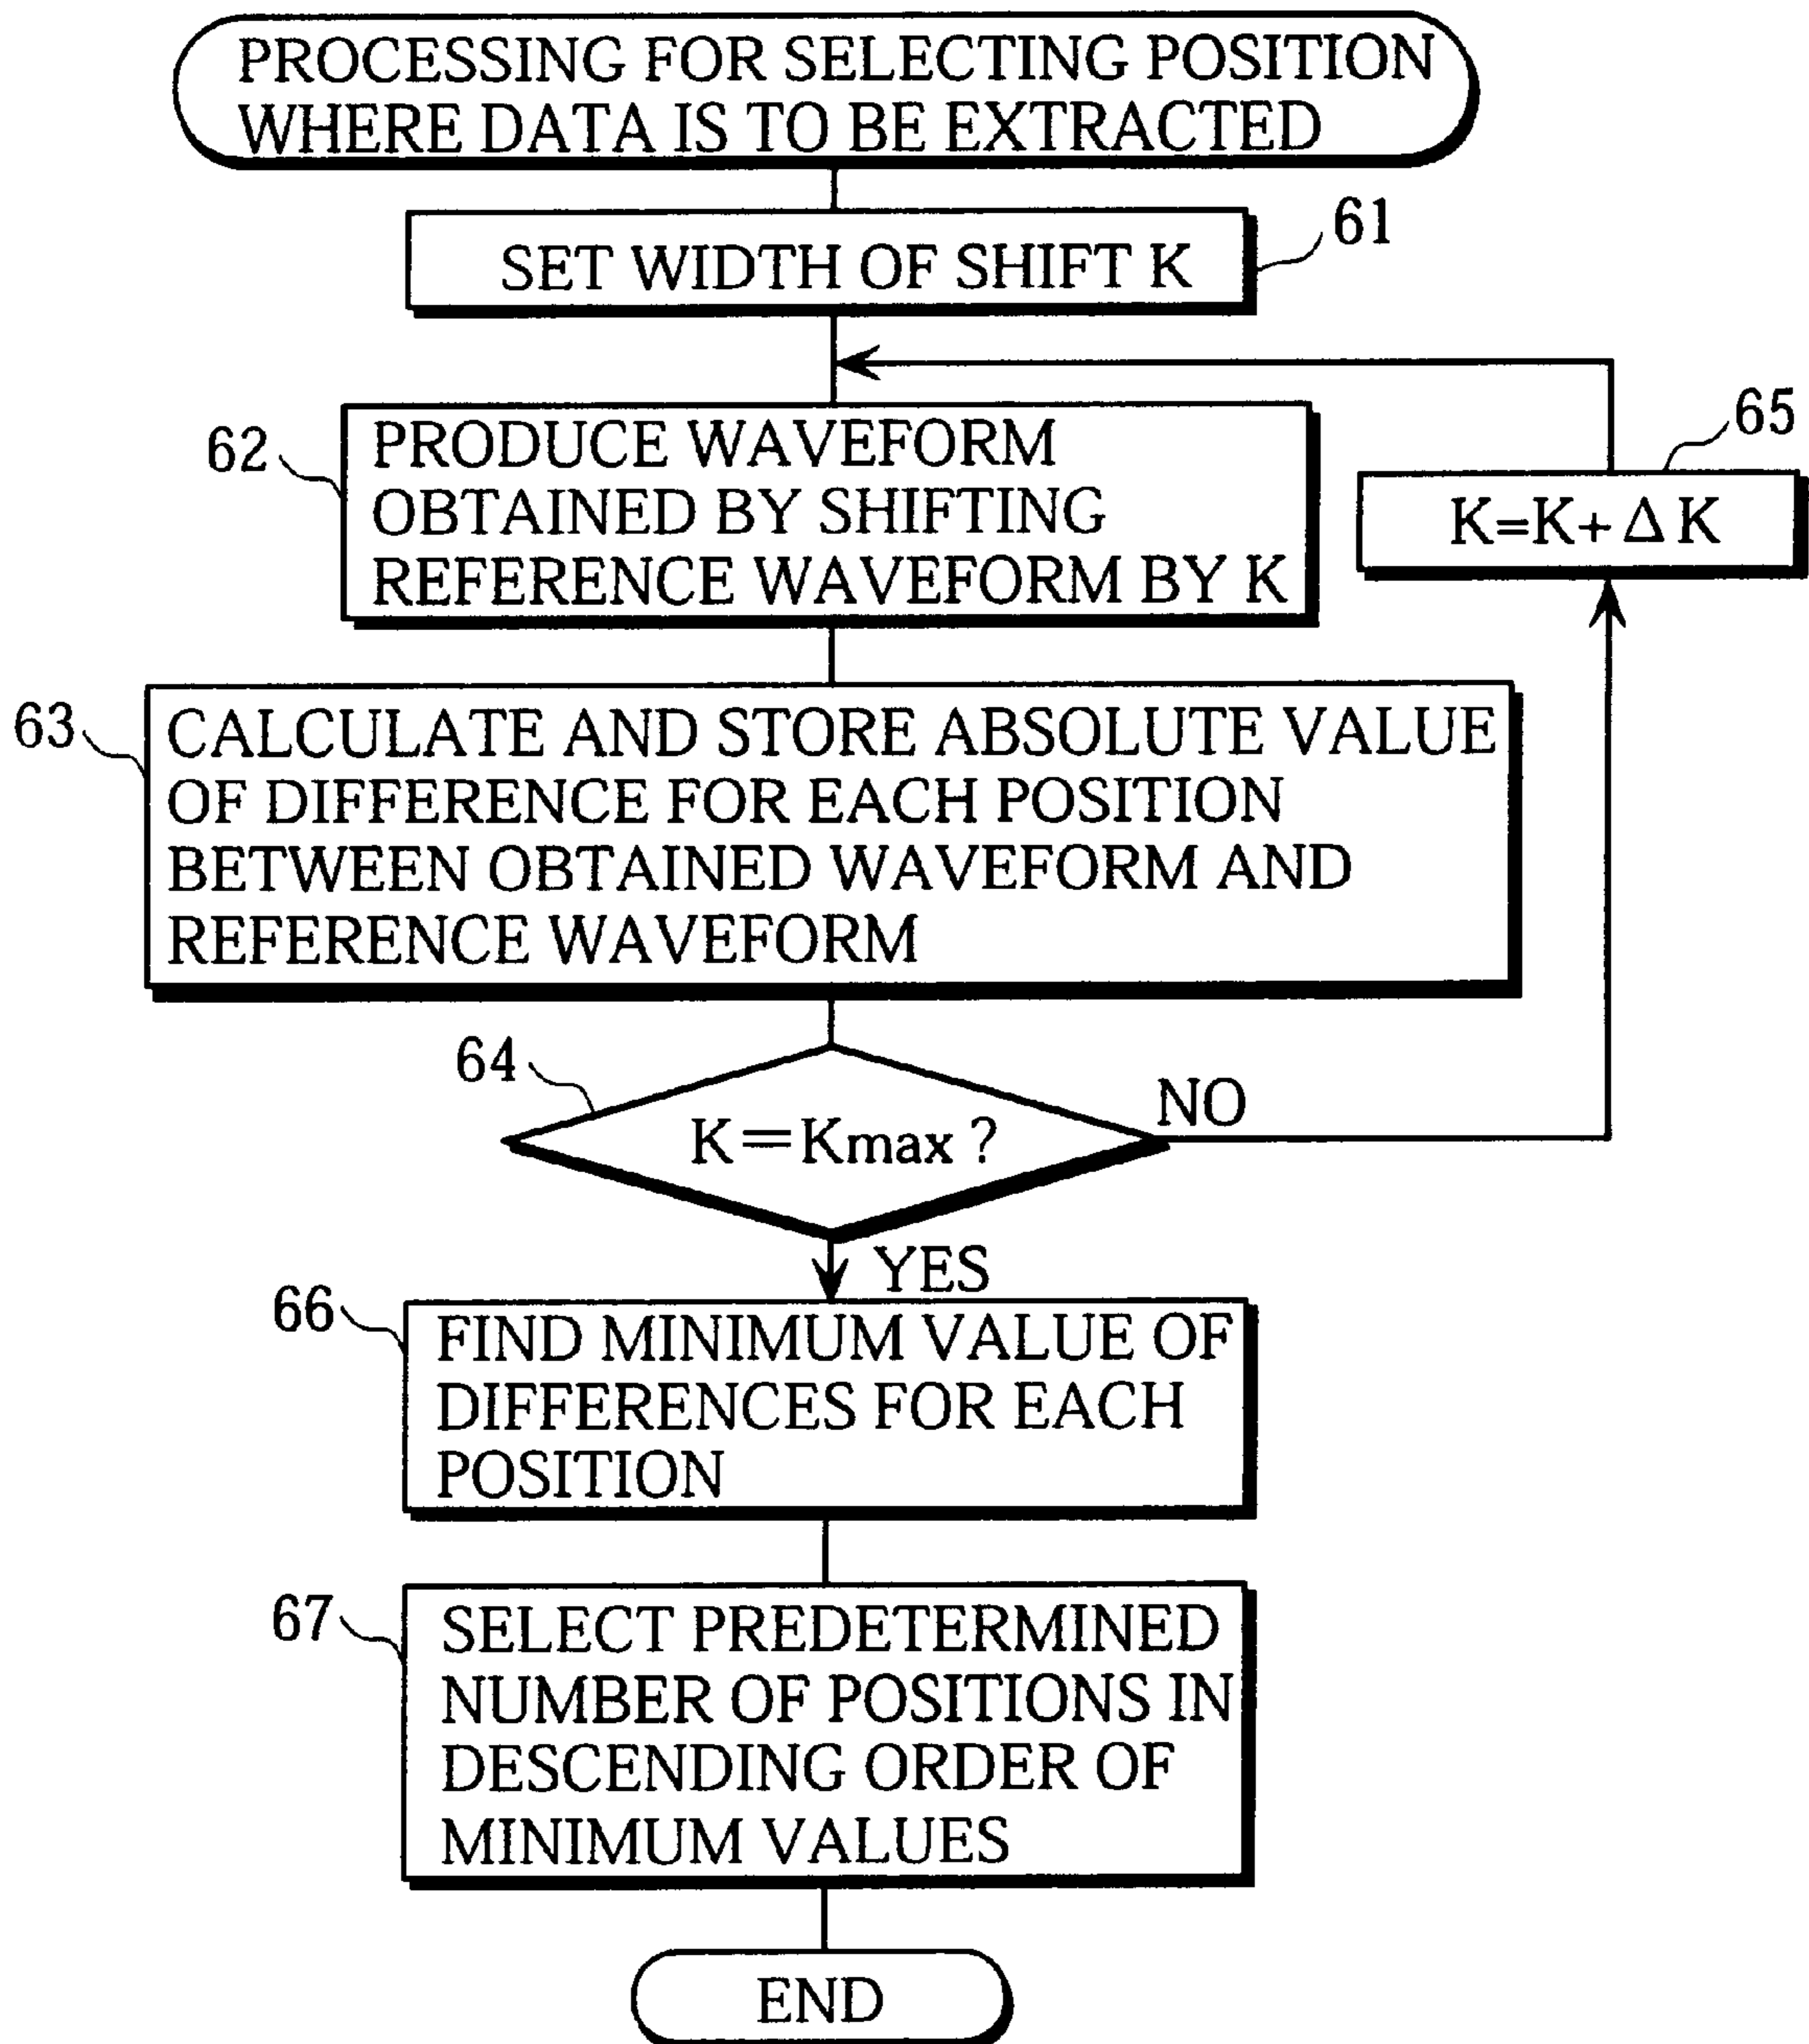 PROCESSING FOR SELECTING POSITION
WHERE DATA IS TO BE EXTRACTED
61
SET WIDTH OF SHIFT K
62
PRODUCE WAVEFORM
OBTAINED BY SHIFTING
REFERENCE WAVEFORM BY K
65
K=K+ΔK
63
CALCULATE AND STORE ABSOLUTE VALUE
OF DIFFERENCE FOR EACH POSITION
BETWEEN OBTAINED WAVEFORM AND
REFERENCE WAVEFORM
64
K=Kmax ?
NO
YES
66
FIND MINIMUM VALUE OF
DIFFERENCES FOR EACH
POSITION
67
SELECT PREDETERMINED
NUMBER OF POSITIONS IN
DESCENDING ORDER OF
MINIMUM VALUES
END